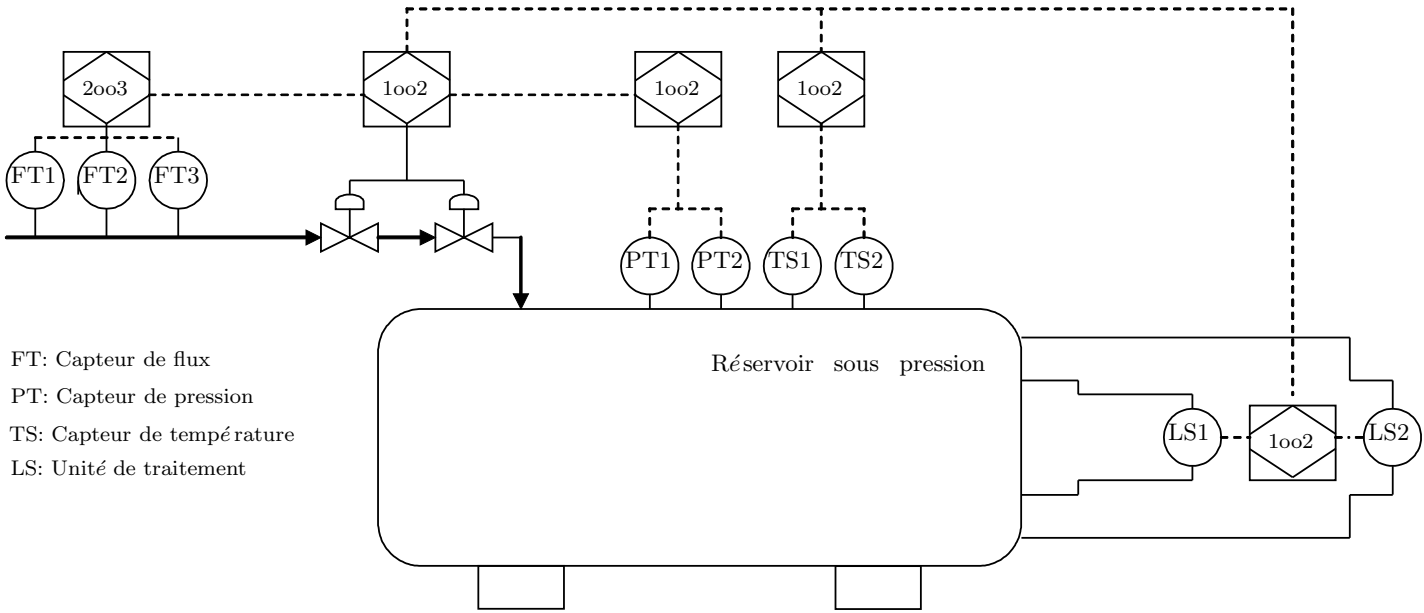 2oo3
1oo2
1oo2
1oo2
FT1
FT2
FT3
PT1
PT2
TS1
TS2
FT: Capteur de flux
PT: Capteur de pression
TS: Capteur de température
LS: Unité de traitement
Réservoir sous pression
LS1
1oo2
LS2